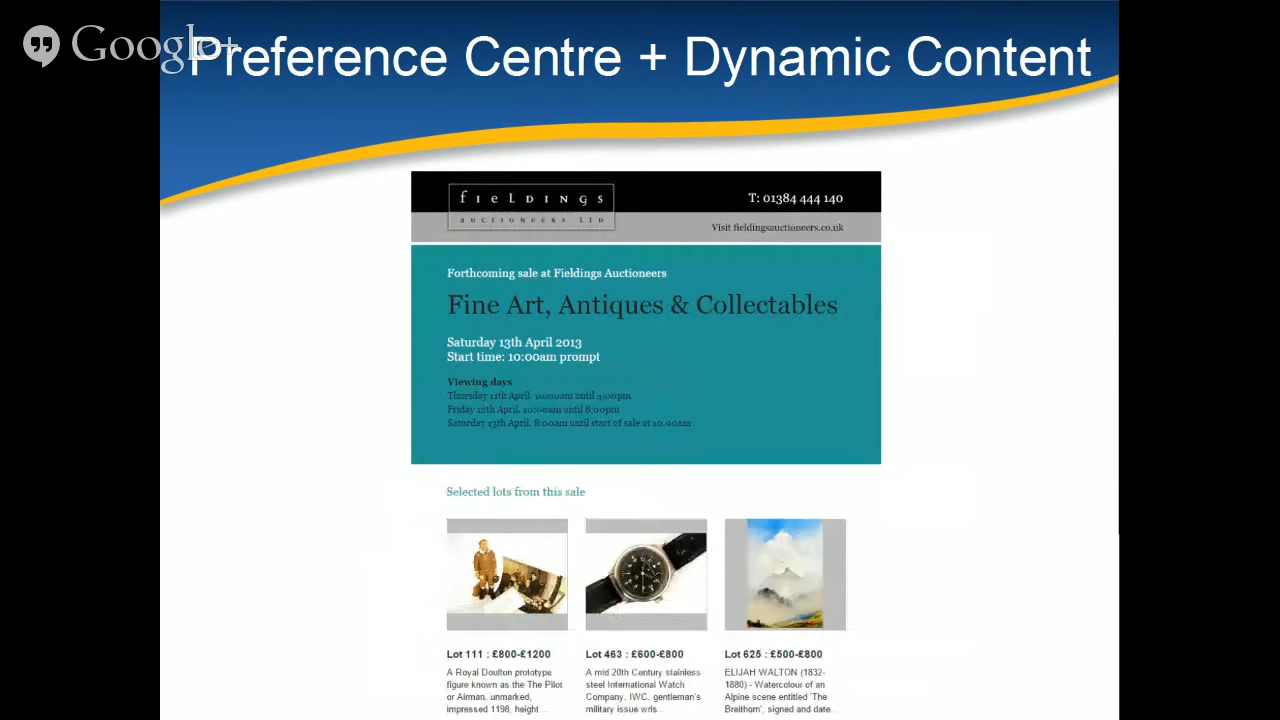 Google+
Preference Centre + Dynamic Content
fIeLDINgs
auctioneers Ltd
T: 01384 444 140
Visit fieldingsauctioneers.co.uk
Forthcoming sale at Fieldings Auctioneers
Fine Art, Antiques & Collectables
Saturday 13th April 2013
Start time: 10:00am prompt
Viewing days
Thursday 11th April, 10:00am until 4:00pm
Friday 12th April, 10:00am until 8:00pm
Saturday 13th April, 8:00am until start of sale at 10.00am
Selected lots from this sale
Lot 111 : £800-£1200
A Royal Doulton prototype
figure known as the The Pilot
or Airman, unmarked,
impressed 1198, height ...
Lot 463 : £600-£800
A mid 20th Century stainless
steel International Watch
Company, IWC, gentleman's
military issue wris...
Lot 625 : £500-£800
ELIJAH WALTON (1832-
1880) - Watercolour of an
Alpine scene entitled 'The
Breithorn', signed and date...